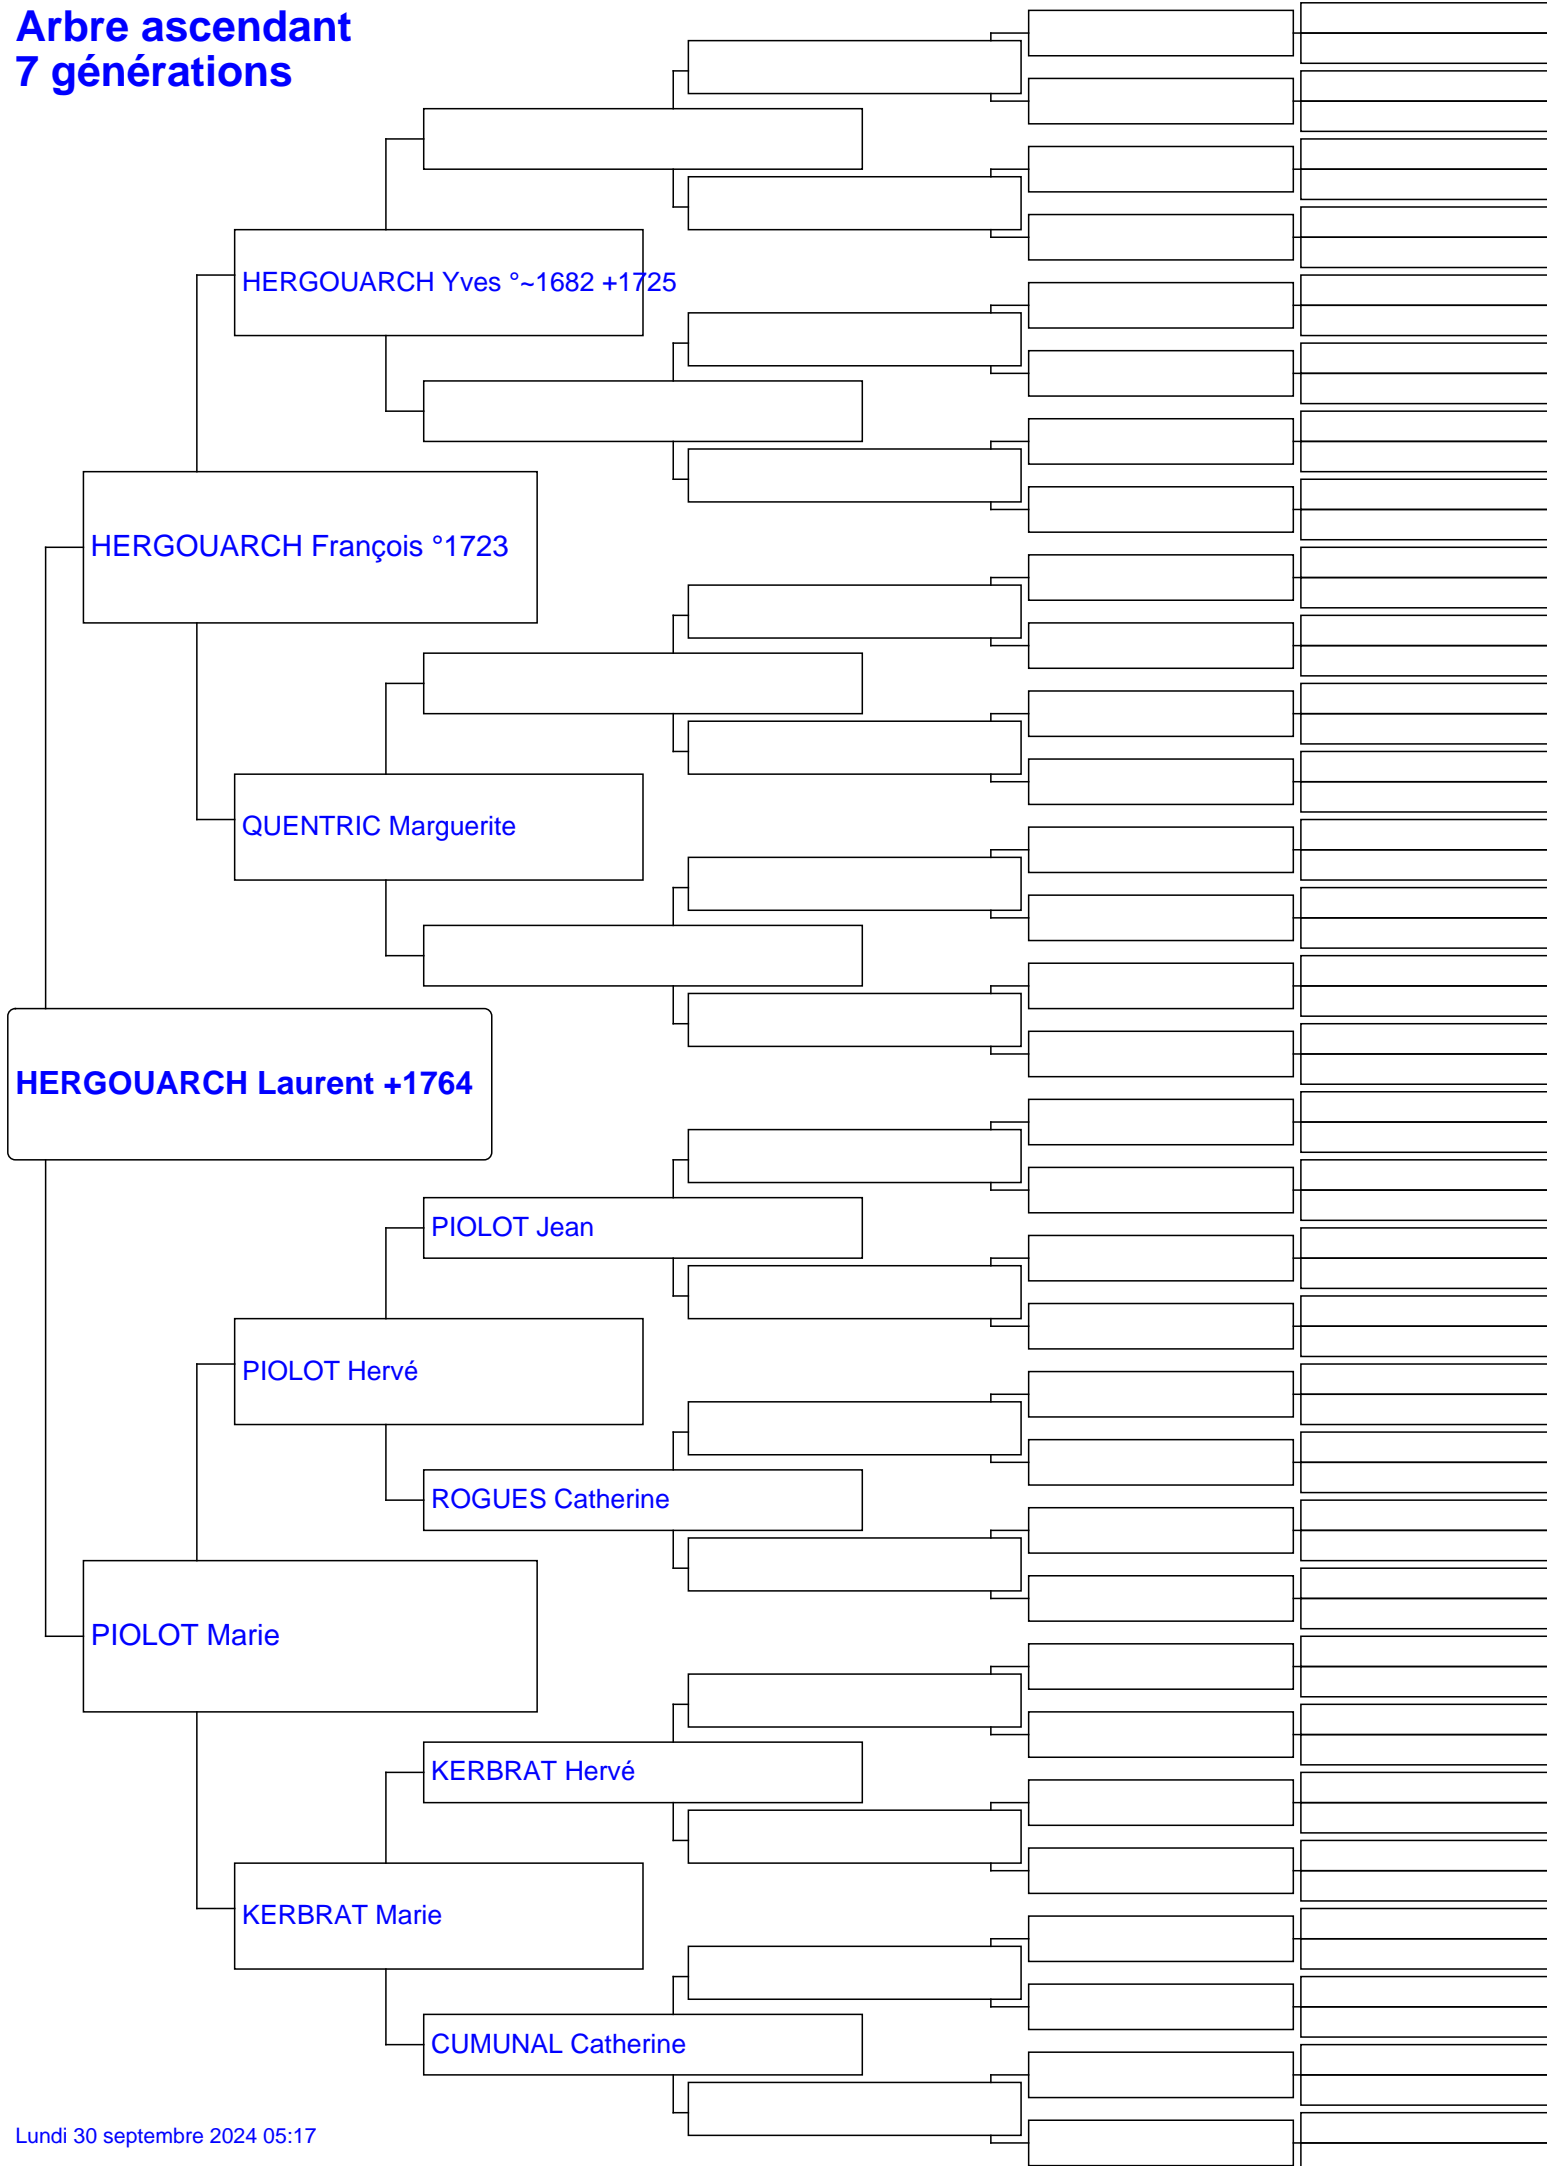 Arbre ascendant
7 générations
HERGOUARCH Yves °~1682 +1725
HERGOUARCH François °1723
QUENTRIC Marguerite
HERGOUARCH Laurent +1764
PIOLOT Jean
PIOLOT Hervé
ROGUES Catherine
PIOLOT Marie
KERBRAT Hervé
KERBRAT Marie
CUMUNAL Catherine
Lundi 30 septembre 2024 05:17